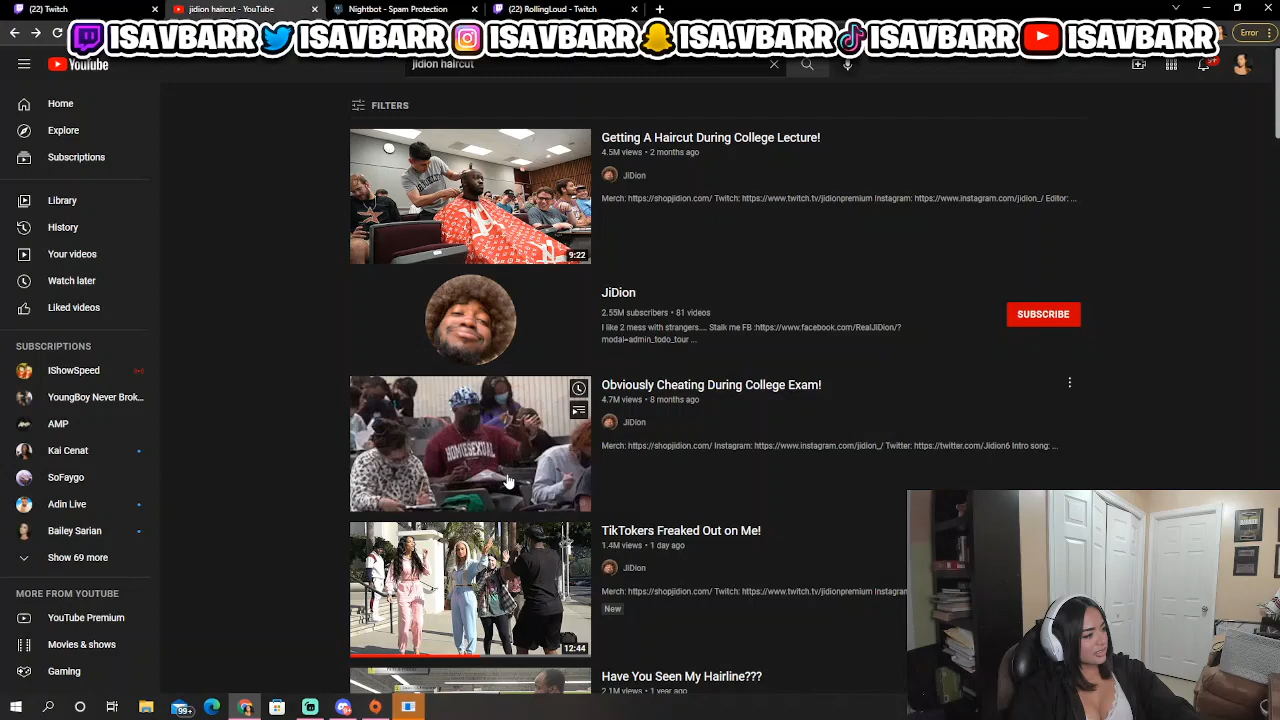 (22) Twitch
jidion haircut - YouTube
Nightbot - Spam Protection
(22) RollingLoud - Twitch
Error
ISAVBARR ISAVBARR ISAVBARR ISA.VBARR ISAVBARR ISAVBARR
YouTube
jidion haircut
9+
Home
Explore
Subscriptions
Library
History
Your videos
Watch later
Liked videos
SUBSCRIPTIONS
IShowSpeed
Young
AMP
Kai Cenat
SoFaygo
Adin Live
Bailey Sarian
Show 69 more
MORE FROM YOUTUBE
YouTube Premium
Movies & shows
Gaming
FILTERS
Getting A Haircut During College Lecture!
4.5M views • 2 months ago
JiDion
Merch: https://shopjidion.com/ Twitch: https://www.twitch.tv/jidionpremium Instagram: https://www.instagram.com/jidion_/ Editor: ...
9:22
JiDion
2.55M subscribers • 81 videos
I like 2 mess with strangers.... Stalk me FB :https://www.facebook.com/RealJiDion/?
modal=admin_todo_tour ...
SUBSCRIBE
HOMIESEXUAL
Obviously Cheating During College Exam!
4.7M views • 8 months ago
JiDion
Merch: https://shopjidion.com/ Instagram: https://www.instagram.com/jidion_/ Twitter: https://twitter.com/Jidion6 Intro song: ...
TikTokers Freaked Out on Me!
1.4M views • 1 day ago
JiDion
Merch: https://shopjidion.com/ Twitch: https://www.twitch.tv/jidionpremium Instagram
New
12:44
Have You Seen My Hairline???
2.1M views • 1 year ago
99+